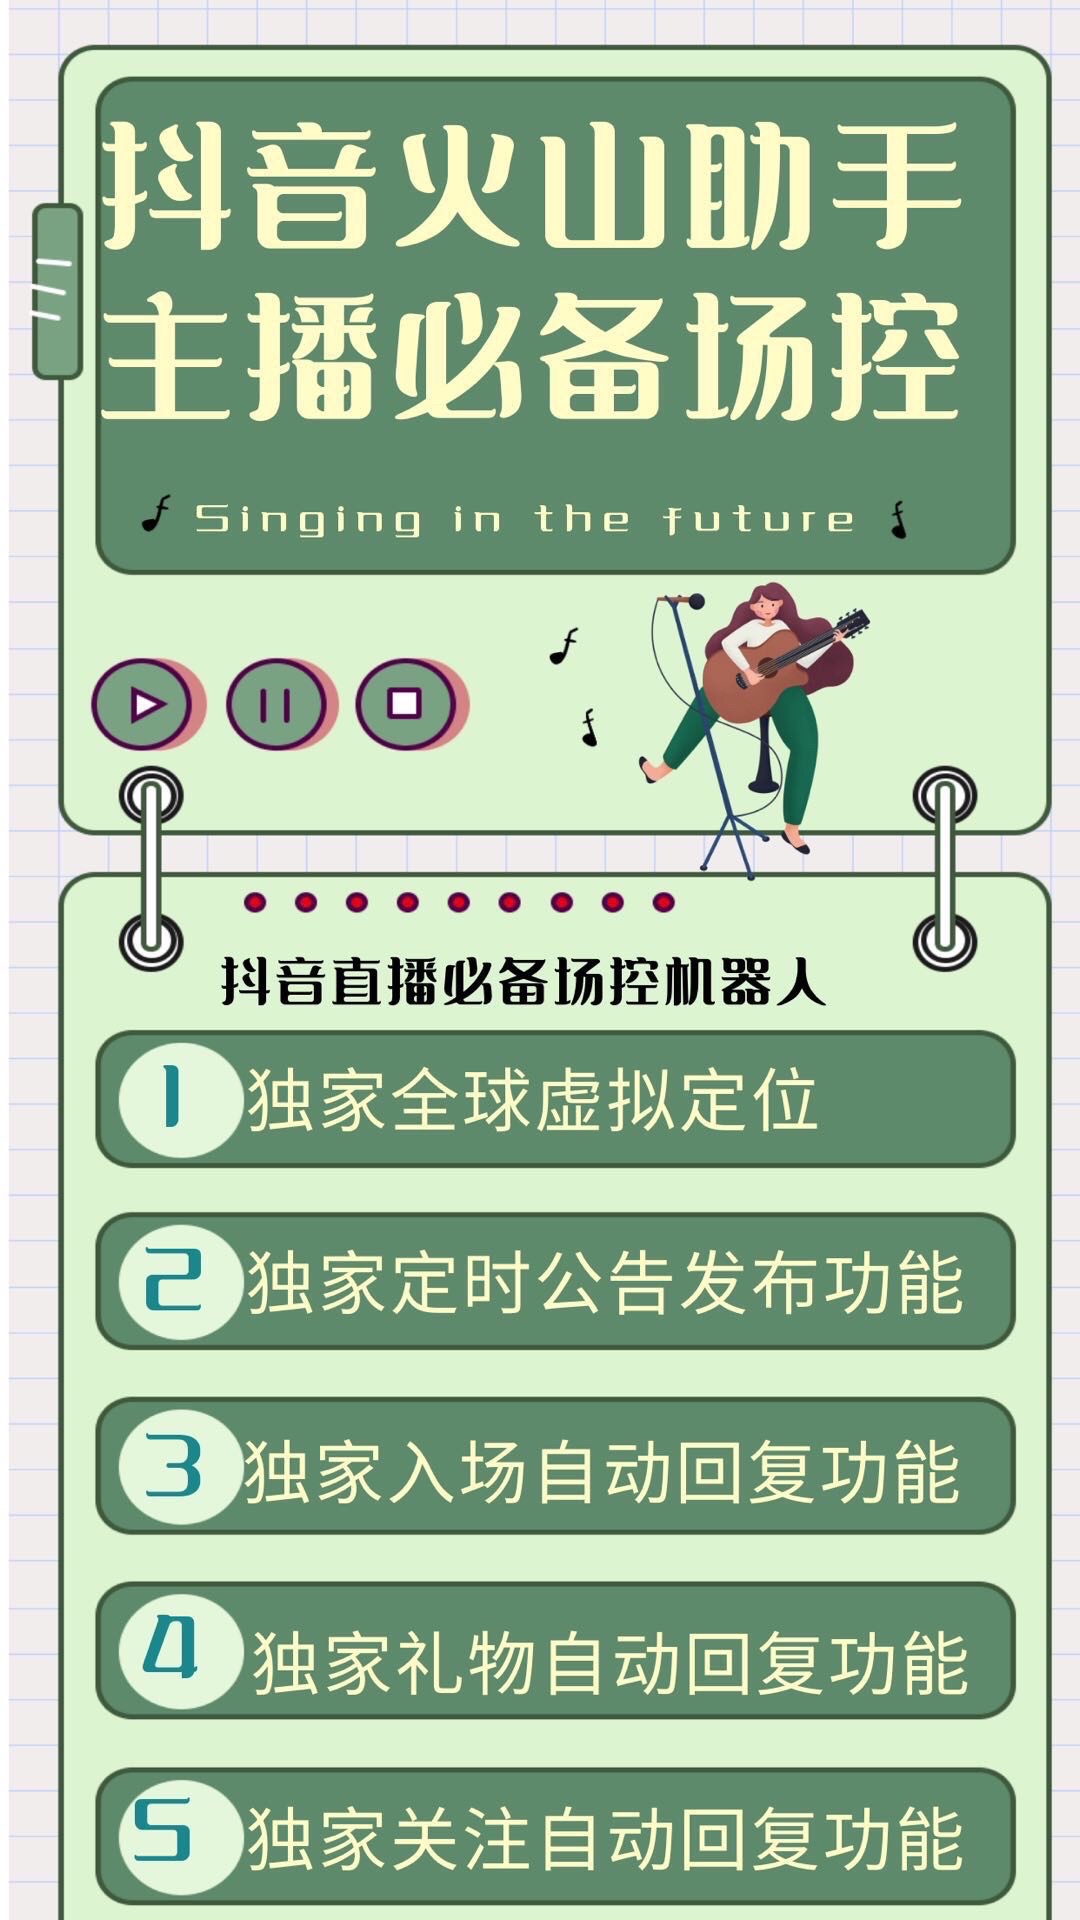 抖音火山助手
主播必备场控
Singing in the future
抖音直播必备场控机器人
1 独家全球虚拟定位
2 独家定时公告发布功能
3 独家入场自动回复功能
4 独家礼物自动回复功能
5 独家关注自动回复功能